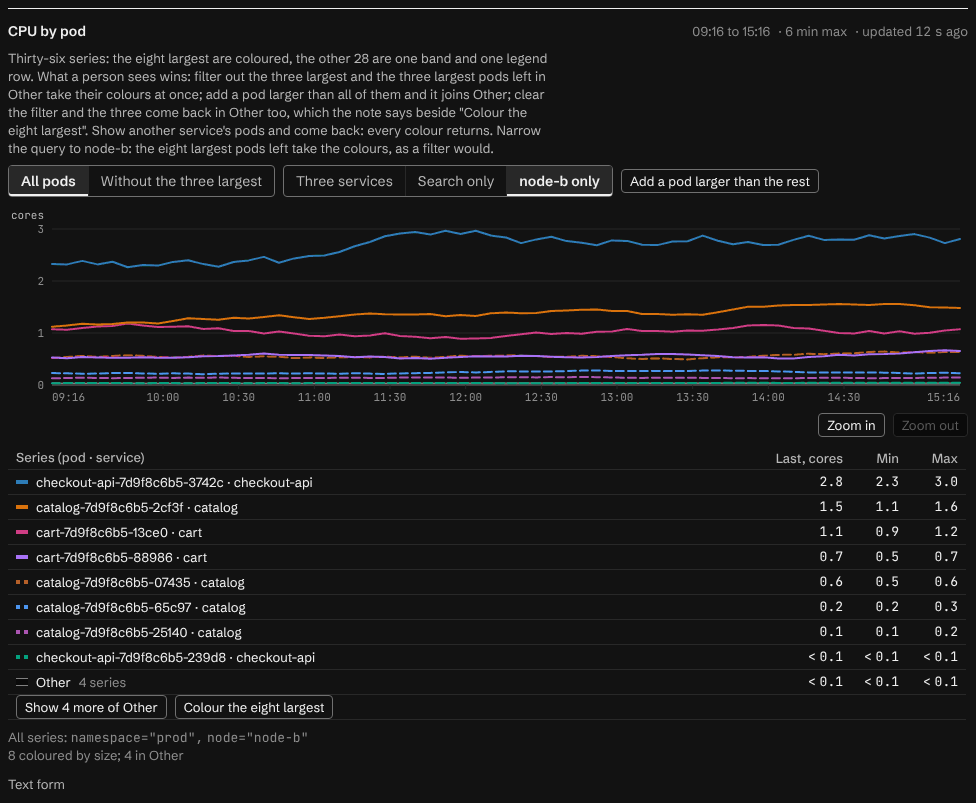 CPU by pod
09:16 to 15:16 · 6 min max · updated 12 s ago
Thirty-six series: the eight largest are coloured, the other 28 are one band and one legend
row. What a person sees wins: filter out the three largest and the three largest pods left in
Other take their colours at once; add a pod larger than all of them and it joins Other; clear
the filter and the three come back in Other too, which the note says beside "Colour the
eight largest". Show another service's pods and come back: every colour returns. Narrow
the query to node-b: the eight largest pods left take the colours, as a filter would.
All pods Without the three largest Three services Search only node-b only Add a pod larger than the rest
cores
3
2
1
0
09:16 10:00 10:30 11:00 11:30 12:00 12:30 13:00 13:30 14:00 14:30 15:16
Zoom in Zoom out
Series (pod · service) Last, cores Min Max
checkout-api-7d9f8c6b5-3742c · checkout-api 2.8 2.3 3.0
catalog-7d9f8c6b5-2cf3f · catalog 1.5 1.1 1.6
cart-7d9f8c6b5-13ce0 · cart 1.1 0.9 1.2
cart-7d9f8c6b5-88986 · cart 0.7 0.5 0.7
catalog-7d9f8c6b5-07435 · catalog 0.6 0.5 0.6
catalog-7d9f8c6b5-65c97 · catalog 0.2 0.2 0.3
catalog-7d9f8c6b5-25140 · catalog 0.1 0.1 0.2
checkout-api-7d9f8c6b5-239d8 · checkout-api <0.1 <0.1 <0.1
Other 4 series <0.1 <0.1 <0.1
Show 4 more of Other Colour the eight largest
All series: namespace="prod", node="node-b"
8 coloured by size; 4 in Other
Text form